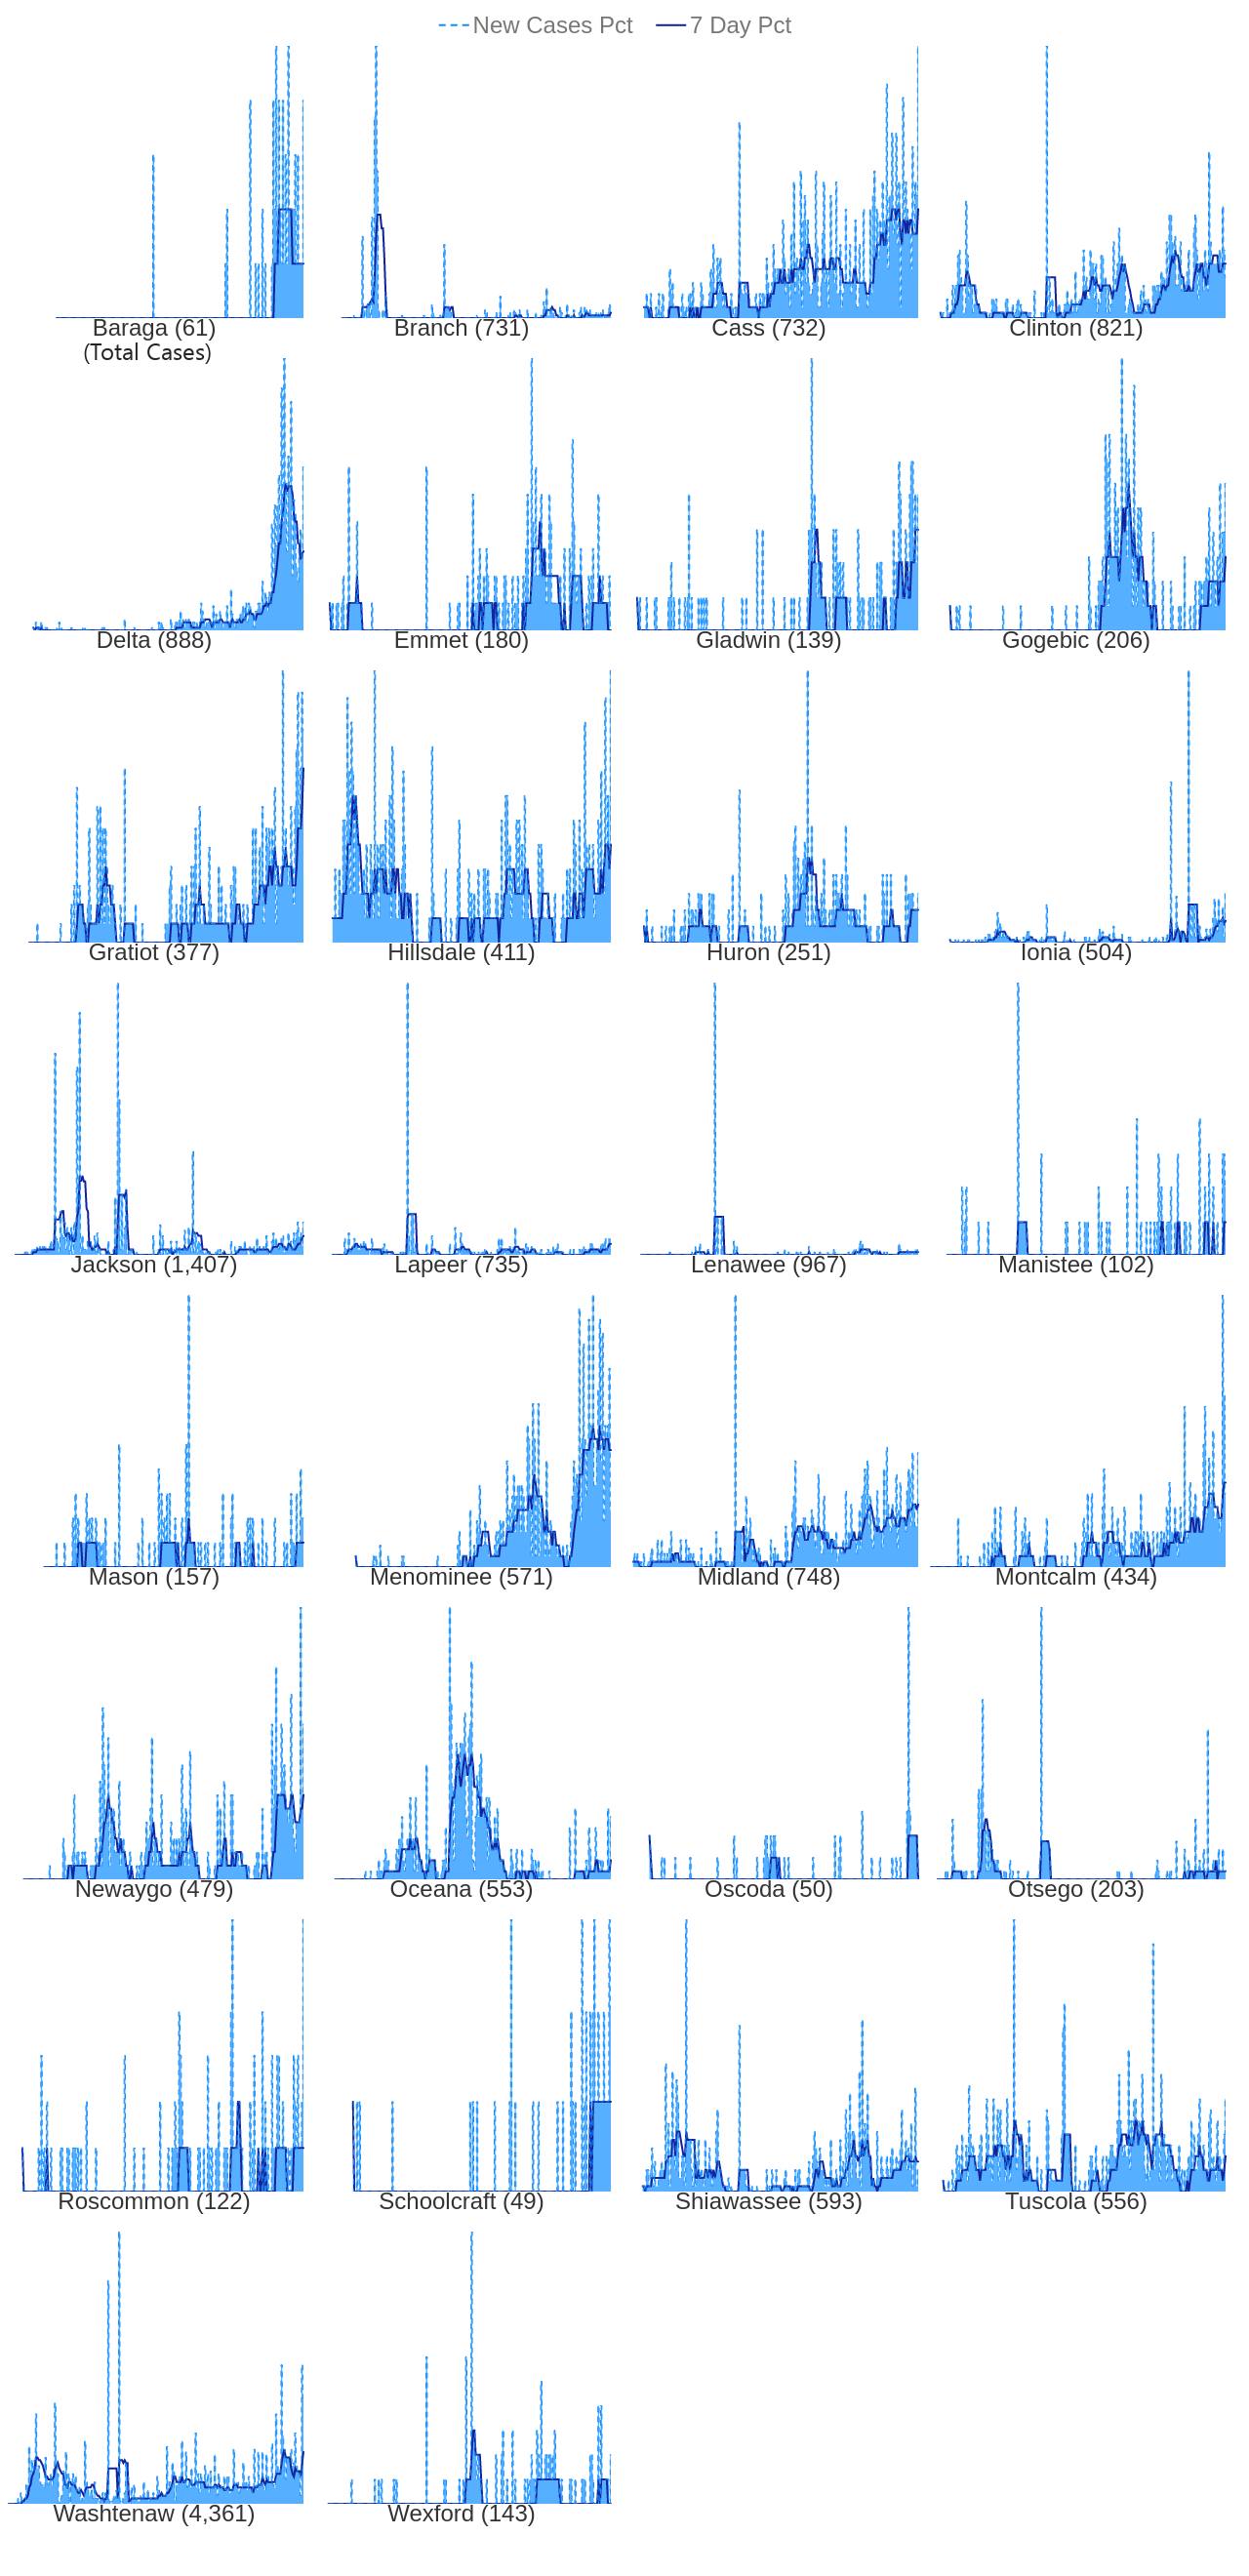 New Cases Pct 7 Day Pct
Baraga (61) Branch (731) Cass (732) Clinton (821)
(Total Cases)
Delta (888) Emmet (180) Gladwin (139) Gogebic (206)
Gratiot (377) Hillsdale (411) Huron (251) Ionia (504)
Jackson (1,407) Lapeer (735) Lenawee (967) Manistee (102)
Mason (157) Menominee (571) Midland (748) Montcalm (434)
Newaygo (479) Oceana (553) Oscoda (50) Otsego (203)
Roscommon (122) Schoolcraft (49) Shiawassee (593) Tuscola (556)
Washtenaw (4,361) Wexford (143)